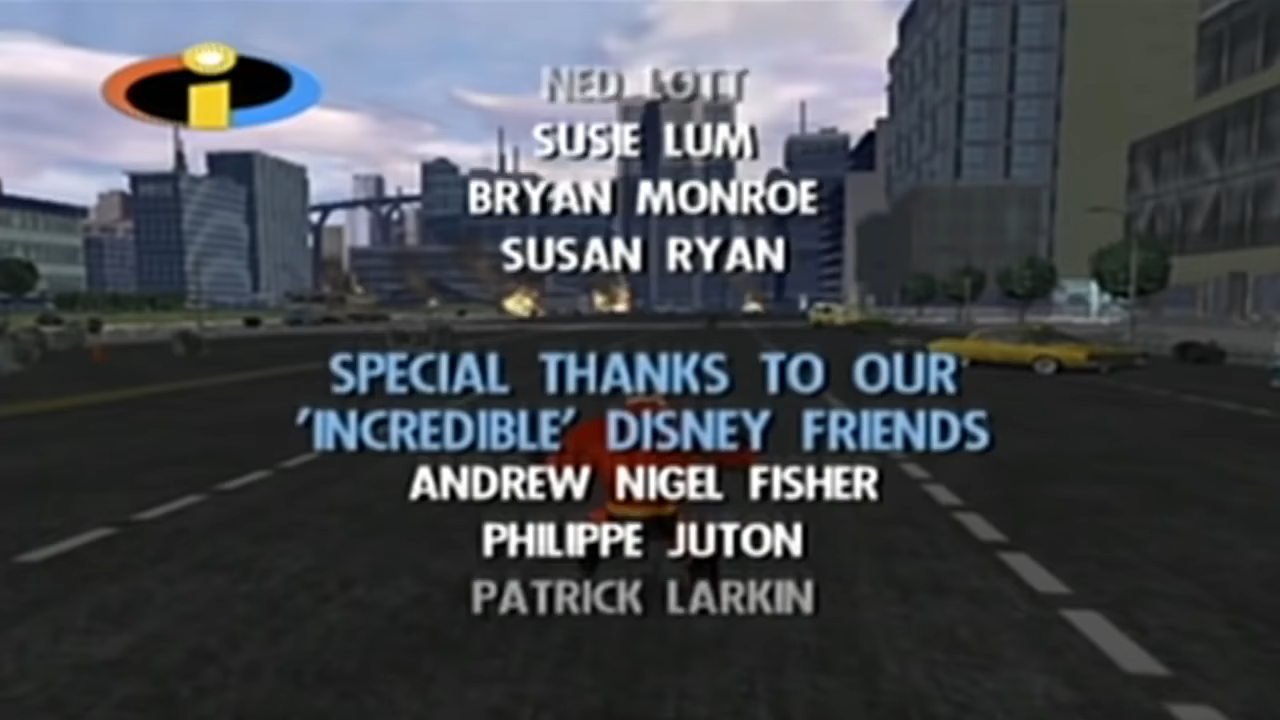 NED LOTT
SUSIE LUM
BRYAN MONROE
SUSAN RYAN
SPECIAL THANKS TO OUR
'INCREDIBLE' DISNEY FRIENDS
ANDREW NIGEL FISHER
PHILIPPE JUTON
PATRICK LARKIN